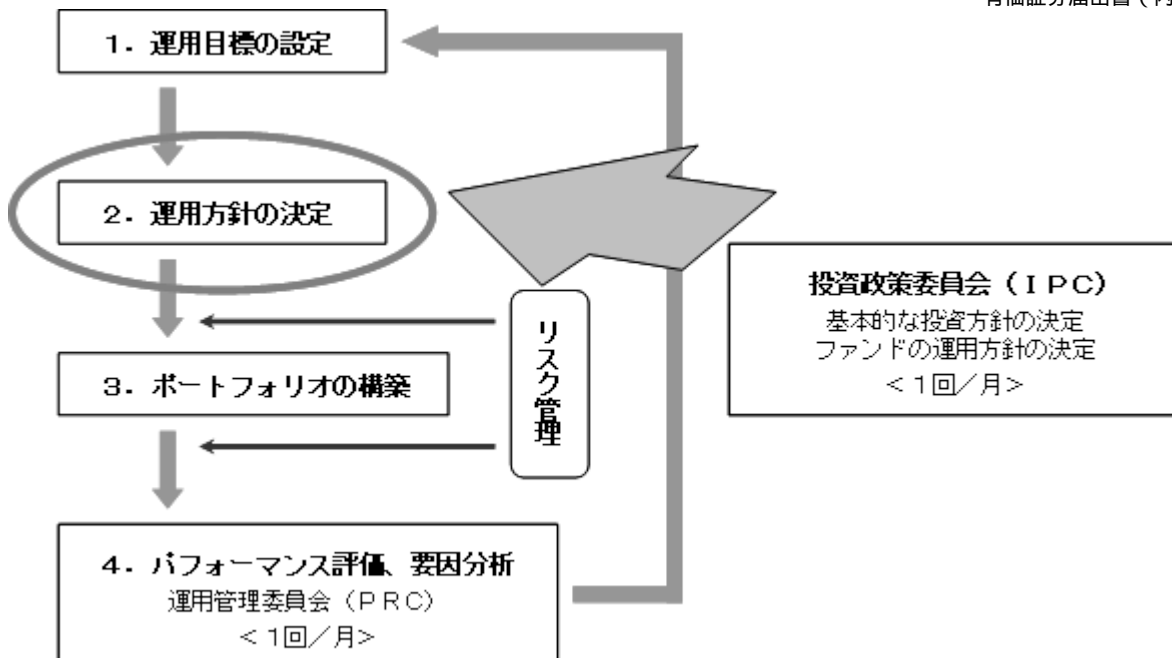 有価証券届出書（内
１．運用目標の設定
２．運用方針の決定
３．ポートフォリオの構築
リスク管理
投資政策委員会（ＩＰＣ）
基本的な投資方針の決定
ファンドの運用方針の決定
＜１回／月＞
４．パフォーマンス評価、要因分析
運用管理委員会（ＰＲＣ）
＜１回／月＞